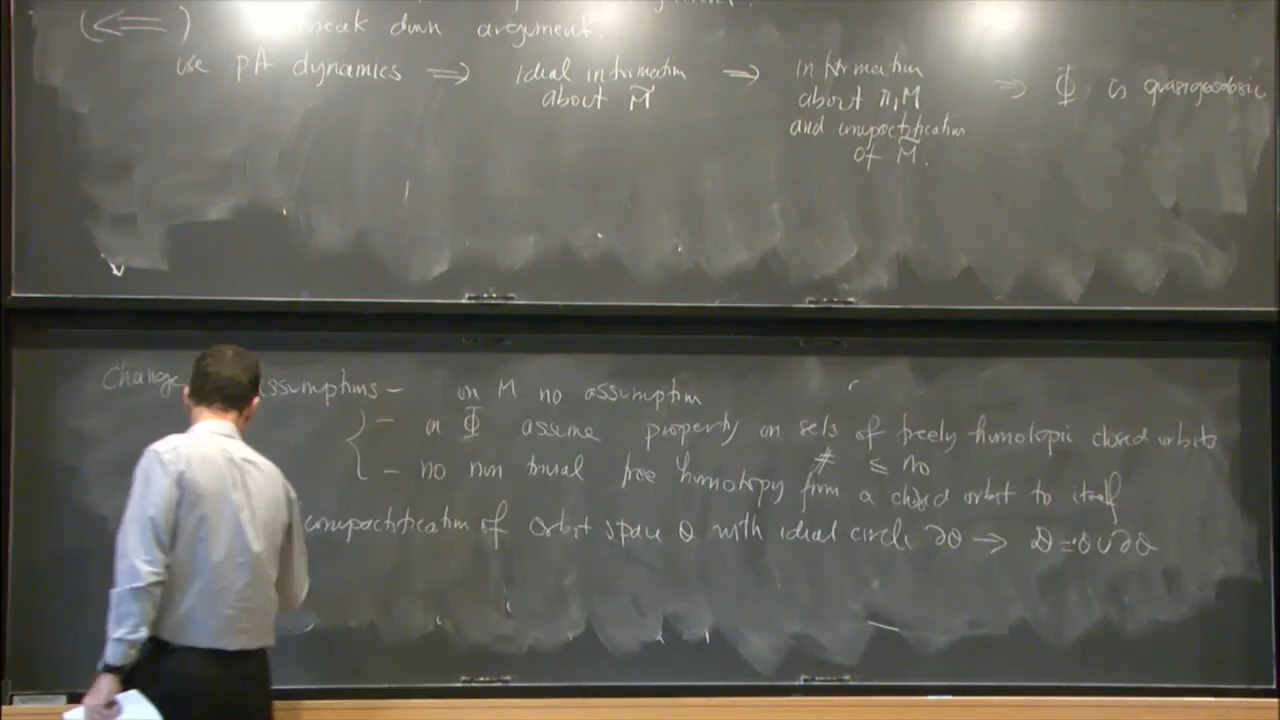 (⇐) break down argument.
use pA dynamics ⇒ ideal information about M̃ ⇒ information about π₁M and compactification of M̃. ⇒ Φ is quasigeodesic
Change assumptions – on M no assumption
– on Φ assume property on sets of freely homotopic closed orbits
# ≤ n₀
– no non trivial free homotopy from a closed orbit to itself
compactification of orbit space O with ideal circle ∂O → D = O ∪ ∂O